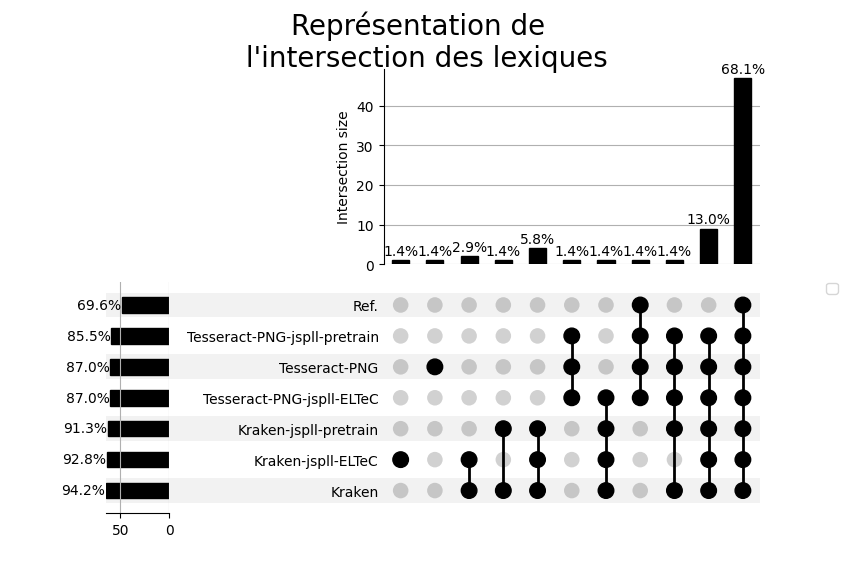 Représentation de
l'intersection des lexiques
68.1%
40
30
20
10
0
Intersection size
1.4% 1.4% 2.9% 1.4% 5.8% 1.4% 1.4% 1.4% 1.4% 13.0%
69.6% Ref.
85.5% Tesseract-PNG-jspll-pretrain
87.0% Tesseract-PNG
87.0% Tesseract-PNG-jspll-ELTeC
91.3% Kraken-jspll-pretrain
92.8% Kraken-jspll-ELTeC
94.2% Kraken
50 0